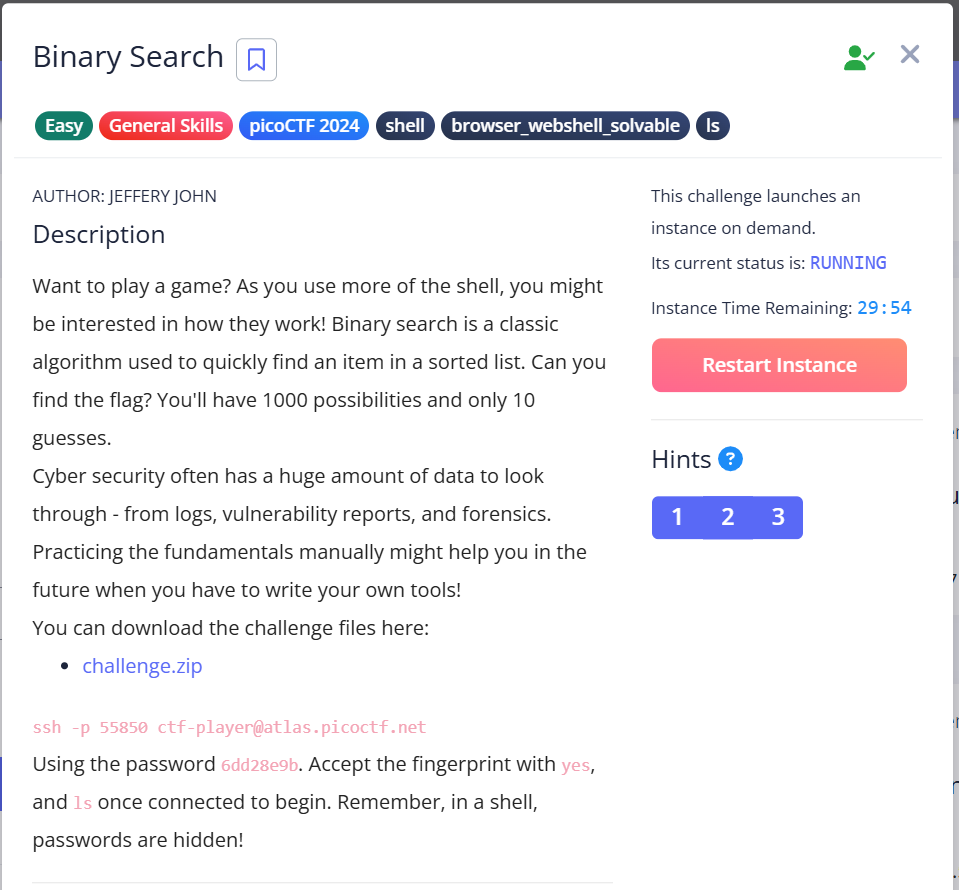 Binary Search
Easy General Skills picoCTF 2024 shell browser_webshell_solvable ls
AUTHOR: JEFFERY JOHN
Description
Want to play a game? As you use more of the shell, you might
be interested in how they work! Binary search is a classic
algorithm used to quickly find an item in a sorted list. Can you
find the flag? You'll have 1000 possibilities and only 10
guesses.
Cyber security often has a huge amount of data to look
through - from logs, vulnerability reports, and forensics.
Practicing the fundamentals manually might help you in the
future when you have to write your own tools!
You can download the challenge files here:
challenge.zip
ssh -p 55850 ctf-player@atlas.picoctf.net
Using the password 6dd28e9b. Accept the fingerprint with yes,
and ls once connected to begin. Remember, in a shell,
passwords are hidden!
This challenge launches an
instance on demand.
Its current status is: RUNNING
Instance Time Remaining: 29:54
Restart Instance
Hints ?
1 2 3